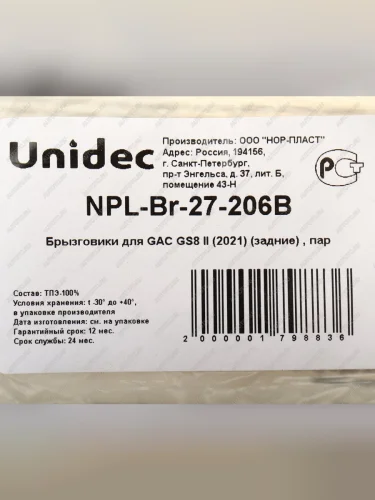 Unidec
Производитель: ООО "НОР-ПЛАСТ"
Адрес: Россия, 194156,
г. Санкт-Петербург,
пр-т Энгельса, д. 37, лит. Б,
помещение 43-Н
РСТ
NPL-Br-27-206B
Брызговики для GAC GS8 II (2021) (задние) , пар
Состав: ТПЭ-100%
Условия хранения: t -30° до +40°,
в упаковке производителя
Дата изготовления: см. на упаковке
Гарантийный срок: 12 мес.
Срок службы: 24 мес.
2000001798836